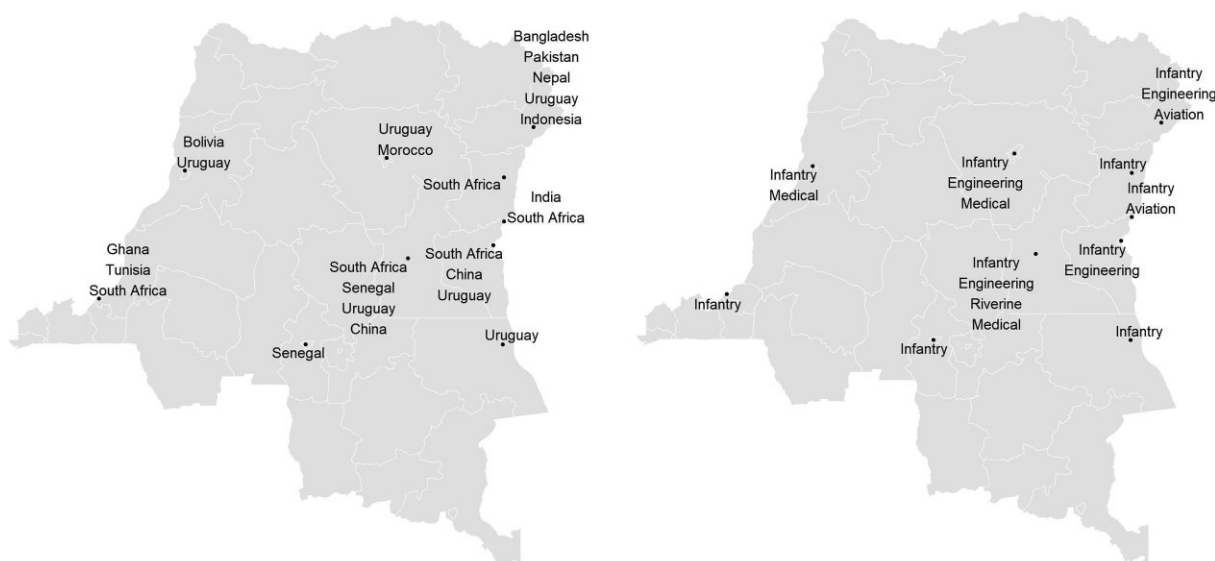 Bangladesh
Pakistan
Nepal
Uruguay
Indonesia
Bolivia
Uruguay
Uruguay
Morocco
South Africa
India
South Africa
Ghana
Tunisia
South Africa
South Africa
Senegal
Uruguay
China
South Africa
China
Uruguay
Senegal
Uruguay
Infantry
Engineering
Aviation
Infantry
Medical
Infantry
Engineering
Medical
Infantry
Infantry
Aviation
Infantry
Engineering
Infantry
Engineering
Riverine
Medical
Infantry
Infantry
Infantry